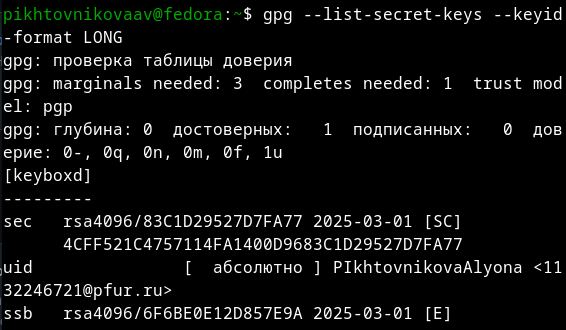 pikhtovnikovaav@fedora:~$ gpg --list-secret-keys --keyid
-format LONG
gpg: проверка таблицы доверия
gpg: marginals needed: 3  completes needed: 1  trust mod
el: pgp
gpg: глубина: 0  достоверных:   1  подписанных:   0  дов
ерие: 0-, 0q, 0n, 0m, 0f, 1u
[keyboxd]
---------
sec   rsa4096/83C1D29527D7FA77 2025-03-01 [SC]
      4CFF521C4757114FA1400D9683C1D29527D7FA77
uid               [  абсолютно ] PIkhtovnikovaAlyona <11
32246721@pfur.ru>
ssb   rsa4096/6F6BE0E12D857E9A 2025-03-01 [E]